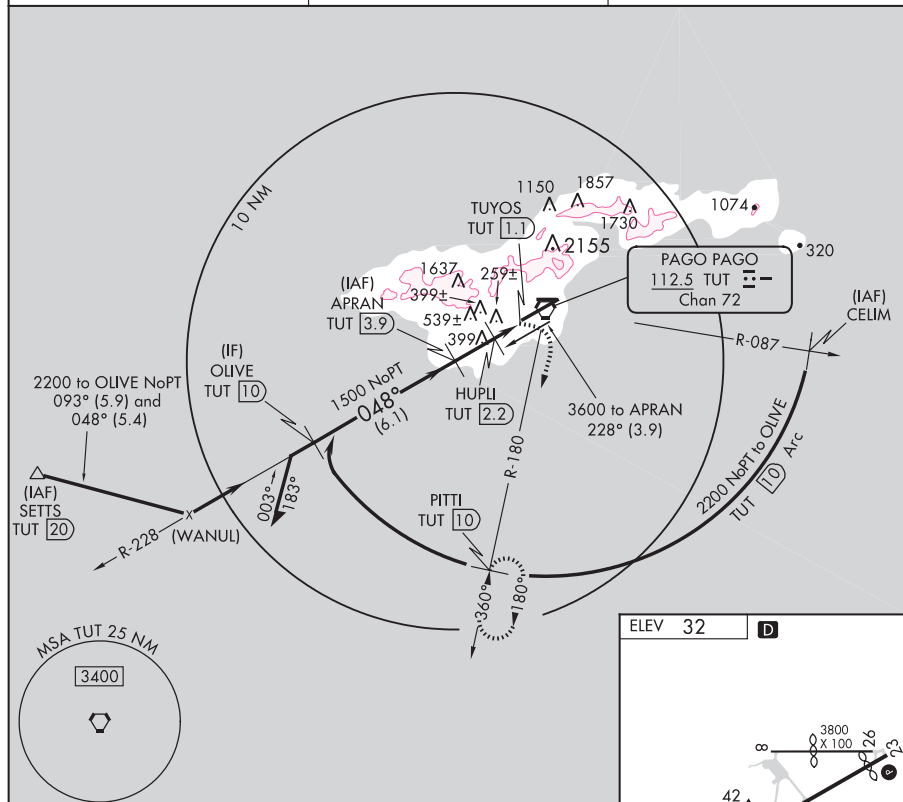 10 NM
1150
1857
1730
1074
320
TUYOS
TUT 1.1
2155
PAGO PAGO
112.5 TUT
Chan 72
1637
259±
(IAF)
APRAN
TUT 3.9
399±
539±
399
(IAF)
CELIM
R-087
(IF)
OLIVE
TUT 10
1500 NoPT
048°
(6.1)
HUPLI
TUT 2.2
3600 to APRAN
228° (3.9)
2200 to OLIVE NoPT
093° (5.9) and
048° (5.4)
R-180
2200 NoPT to OLIVE
TUT 10 Arc
(IAF)
SETTS
TUT 20
X
(WANUL)
R-228
003°
183°
PITTI
TUT 10
360°
180°
MSA TUT 25 NM
3400
ELEV 32
D
3800
X 100
8
26
23
P
42